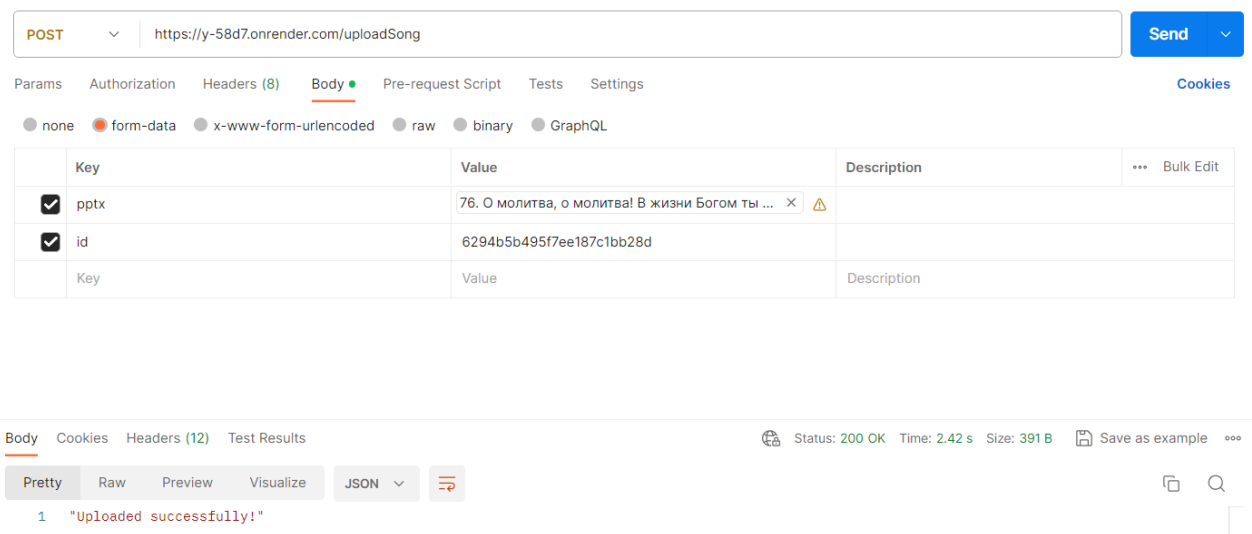 POST https://y-58d7.onrender.com/uploadSong Send
Params Authorization Headers (8) Body Pre-request Script Tests Settings Cookies
none form-data x-www-form-urlencoded raw binary GraphQL
Key Value Description ••• Bulk Edit
pptx 76. О молитва, о молитва! В жизни Богом ты ...
id 6294b5b495f7ee187c1bb28d
Key Value Description
Body Cookies Headers (12) Test Results Status: 200 OK Time: 2.42 s Size: 391 B Save as example
Pretty Raw Preview Visualize JSON
1 "Uploaded successfully!"